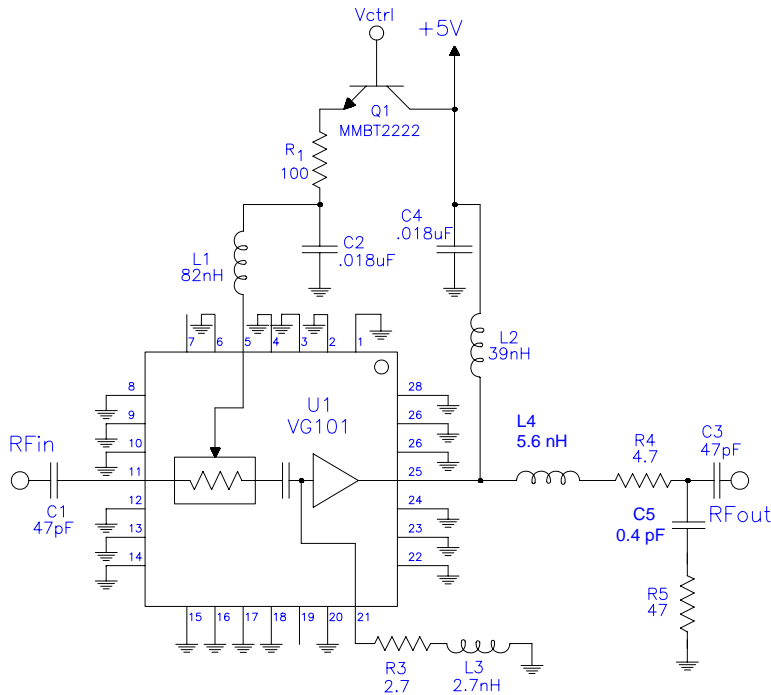 Vctrl
+5V
Q1
MMBT2222
R1
100
C4
.018uF
C2
.018uF
L1
82nH
L2
39nH
7
6
5
4
3
2
1
8
9
10
11
12
13
14
U1
VG101
28
26
26
25
24
23
22
RFin
C1
47pF
L4
5.6 nH
R4
4.7
C3
47pF
RFout
C5
0.4 pF
R5
47
15
16
17
18
19
20
21
R3
2.7
L3
2.7nH